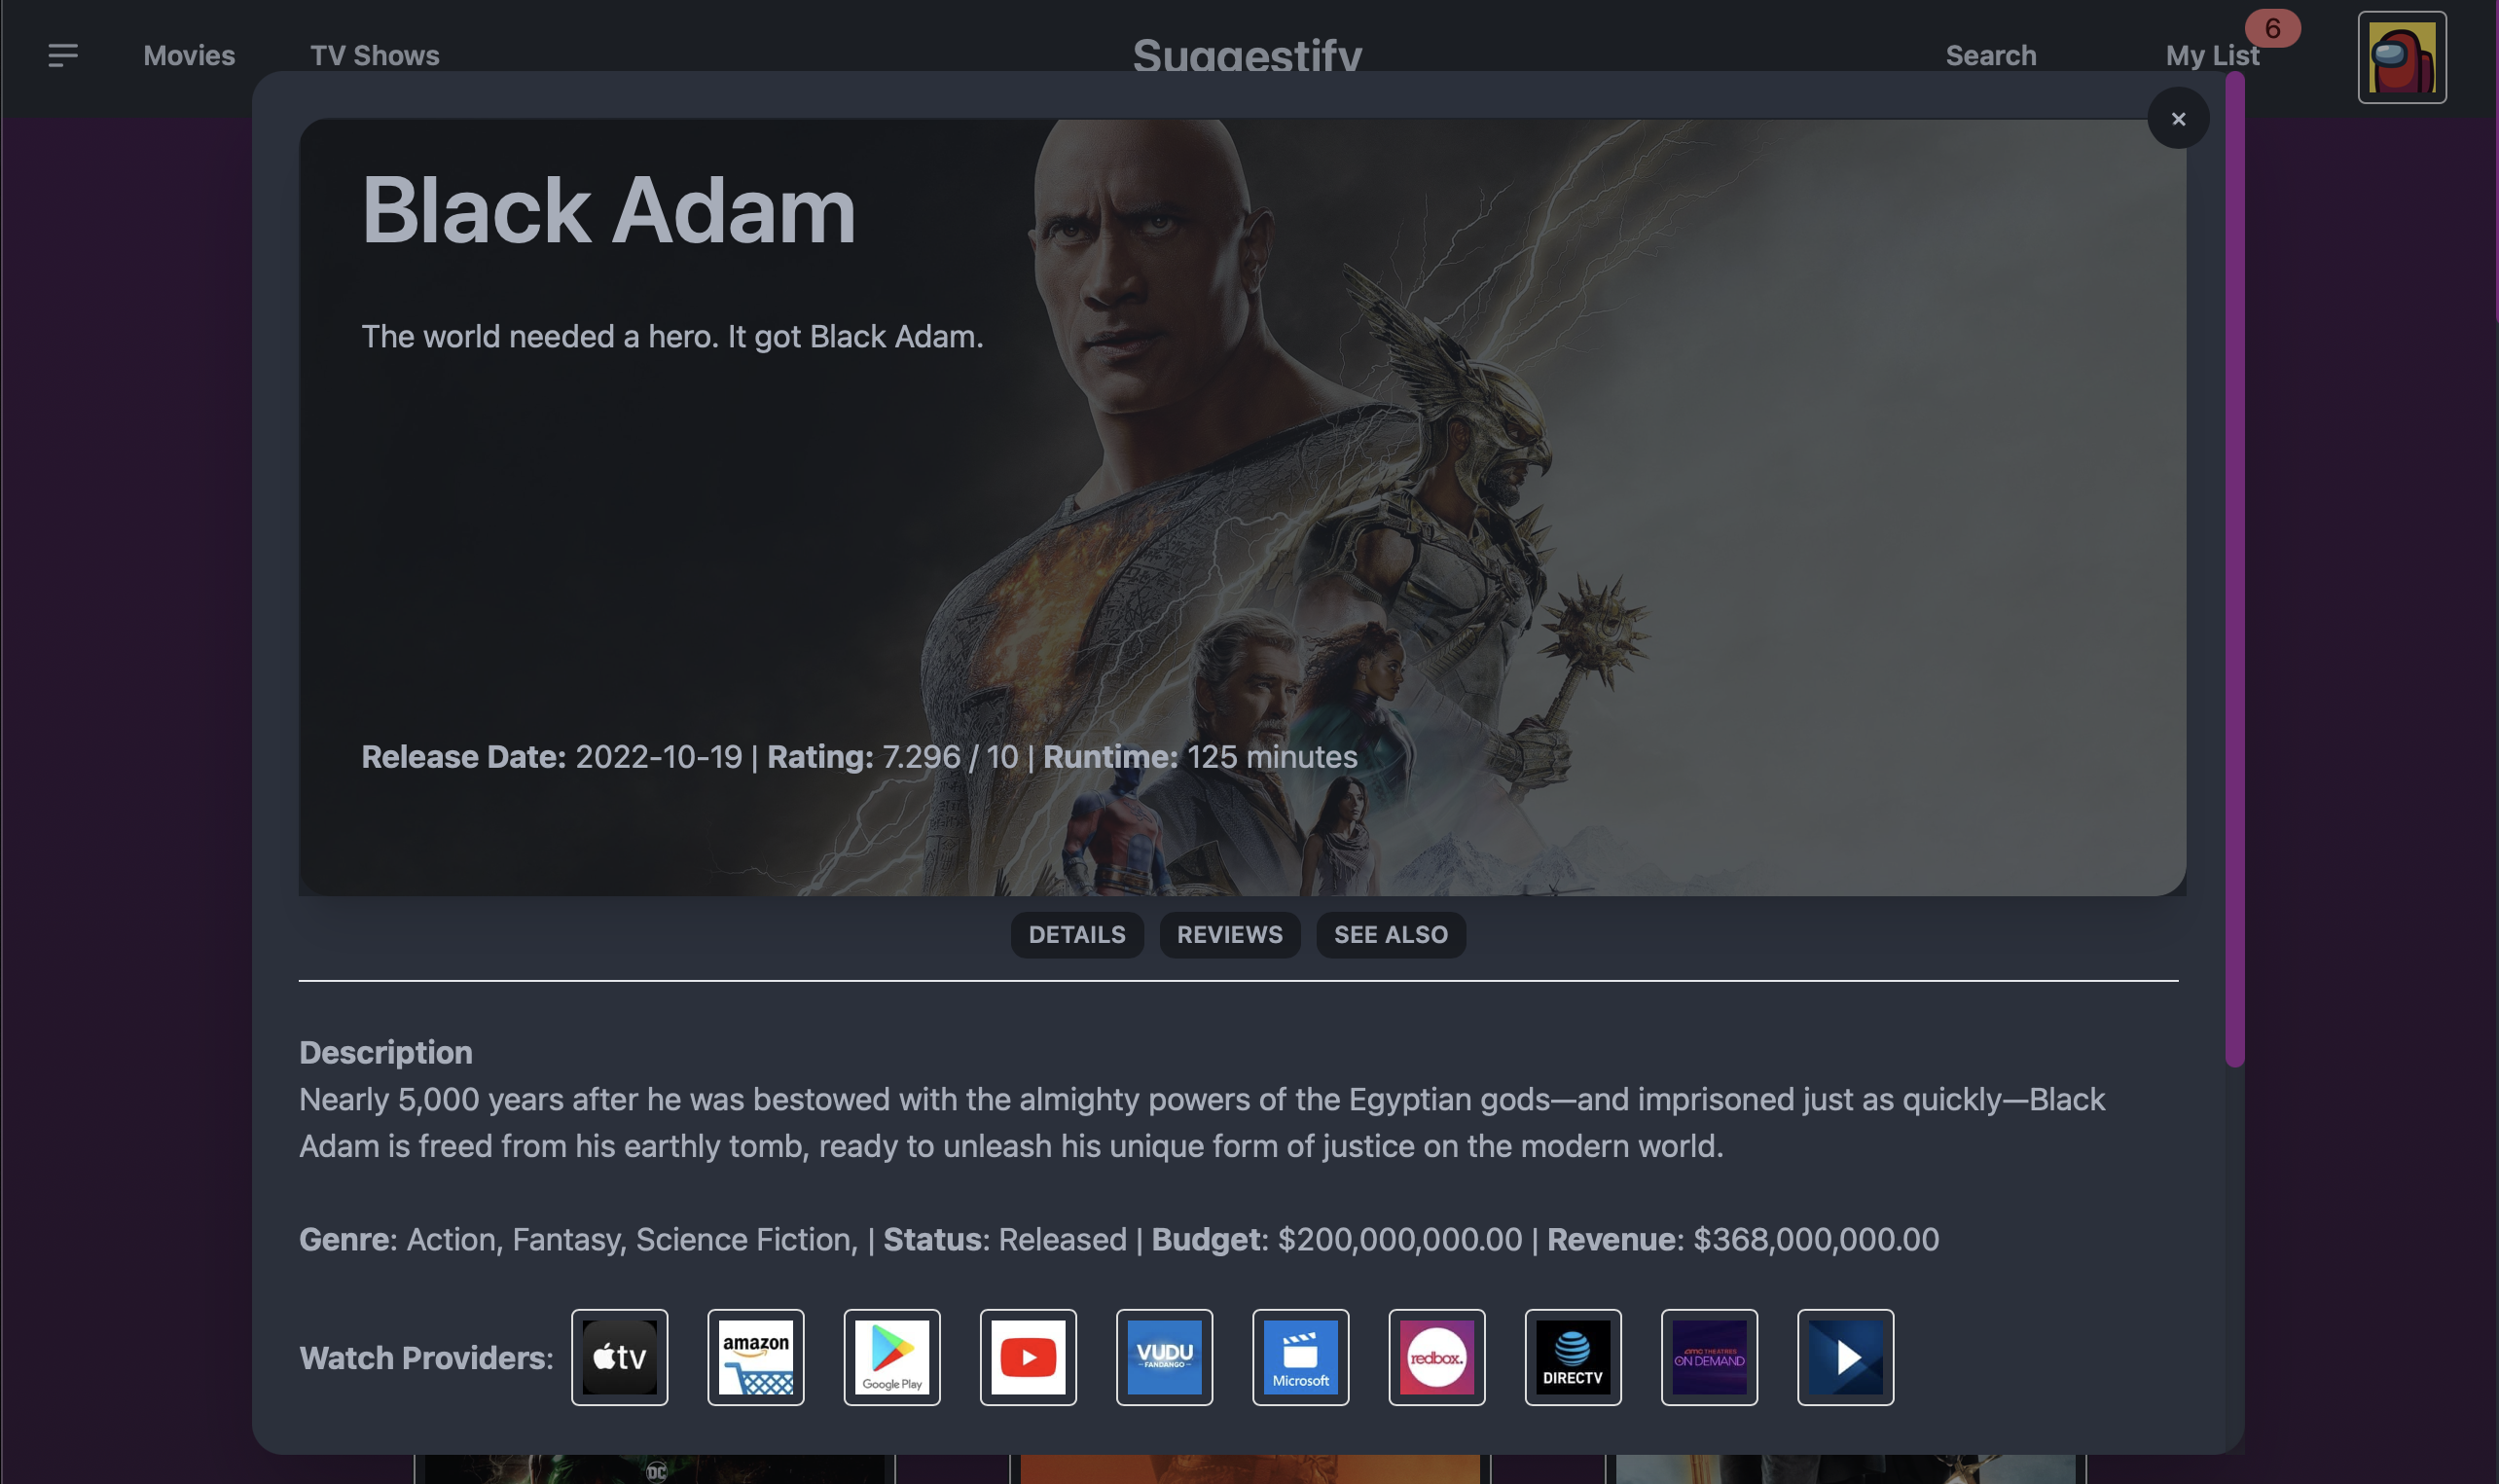 Movies
TV Shows
Suggestify
Search
My List
6
×
Black Adam
The world needed a hero. It got Black Adam.
Release Date: 2022-10-19 | Rating: 7.296 / 10 | Runtime: 125 minutes
DETAILS
REVIEWS
SEE ALSO
Description
Nearly 5,000 years after he was bestowed with the almighty powers of the Egyptian gods—and imprisoned just as quickly—Black
Adam is freed from his earthly tomb, ready to unleash his unique form of justice on the modern world.
Genre: Action, Fantasy, Science Fiction, | Status: Released | Budget: $200,000,000.00 | Revenue: $368,000,000.00
Watch Providers:
tv
amazon
Google Play
VUDU
FANDANGO
Microsoft
redbox.
DIRECTV
amc THEATRES
ON DEMAND
DC